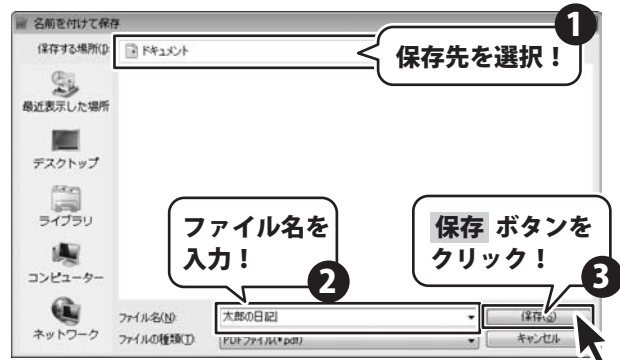 名前を付けて保存
1
保存する場所(I):
ドキュメント
保存先を選択！
最近表示した場所
デスクトップ
ライブラリ
コンピューター
ネットワーク
ファイル名を
入力！
2
保存 ボタンを
クリック！
3
ファイル名(N):
太郎の日記
保存(S)
ファイルの種類(T):
PDFファイル(*.pdf)
キャンセル